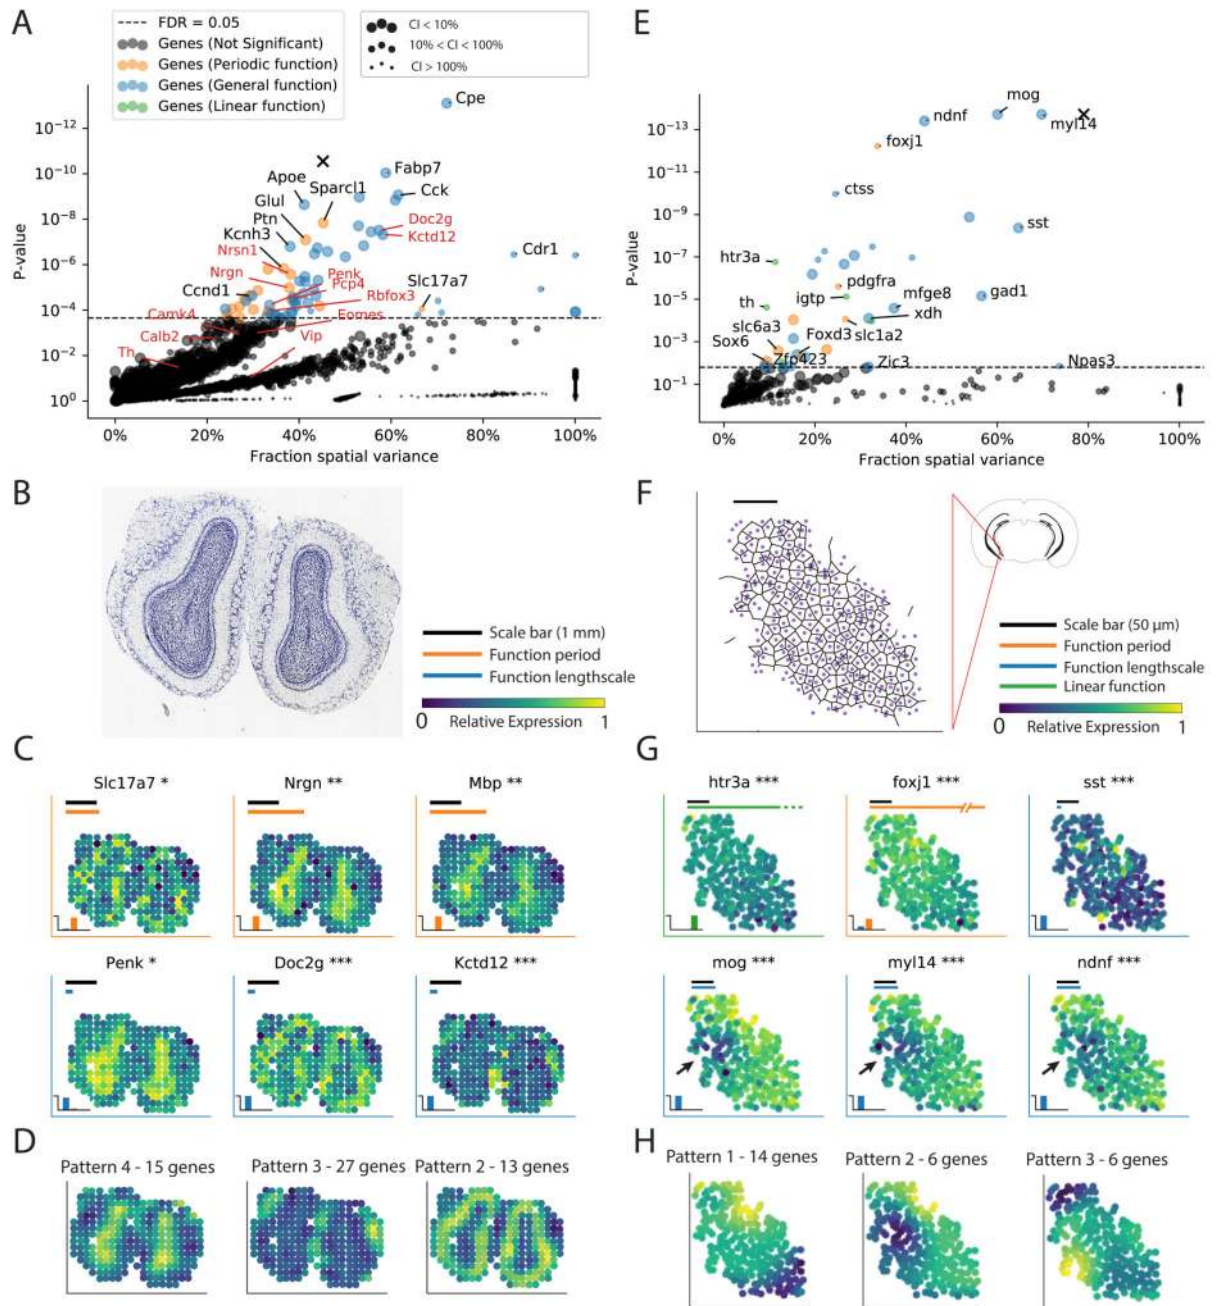 A
FDR = 0.05
Genes (Not Significant)
Genes (Periodic function)
Genes (General function)
Genes (Linear function)
CI < 10%
10% < CI < 100%
CI > 100%
P-value
10⁻¹²
10⁻¹⁰
10⁻⁸
10⁻⁶
10⁻⁴
10⁻²
10⁰
Cpe
Fabp7
Apoe
Sparcl1
Cck
Glul
Ptn
Doc2g
Kcnh3
Kctd12
Nrsn1
Cdr1
Nrgn
Penk
Pcp4
Slc17a7
Ccnd1
Rbfox3
Camk4
Eomes
Calb2
Vip
Th
0% 20% 40% 60% 80% 100%
Fraction spatial variance
E
P-value
10⁻¹³
10⁻¹¹
10⁻⁹
10⁻⁷
10⁻⁵
10⁻³
10⁻¹
mog
ndnf
myl14
foxj1
ctss
sst
htr3a
pdgfra
th
igtp
mfge8
gad1
xdh
slc6a3
Foxd3
slc1a2
Sox6
Zfp423
Zic3
Npas3
0% 20% 40% 60% 80% 100%
Fraction spatial variance
B
Scale bar (1 mm)
Function period
Function lengthscale
0 Relative Expression 1
F
Scale bar (50 μm)
Function period
Function lengthscale
Linear function
0 Relative Expression 1
C
Slc17a7 * Nrgn ** Mbp **
Penk * Doc2g *** Kctd12 ***
G
htr3a *** foxj1 *** sst ***
mog *** myl14 *** ndnf ***
D
Pattern 4 - 15 genes Pattern 3 - 27 genes Pattern 2 - 13 genes
H
Pattern 1 - 14 genes Pattern 2 - 6 genes Pattern 3 - 6 genes